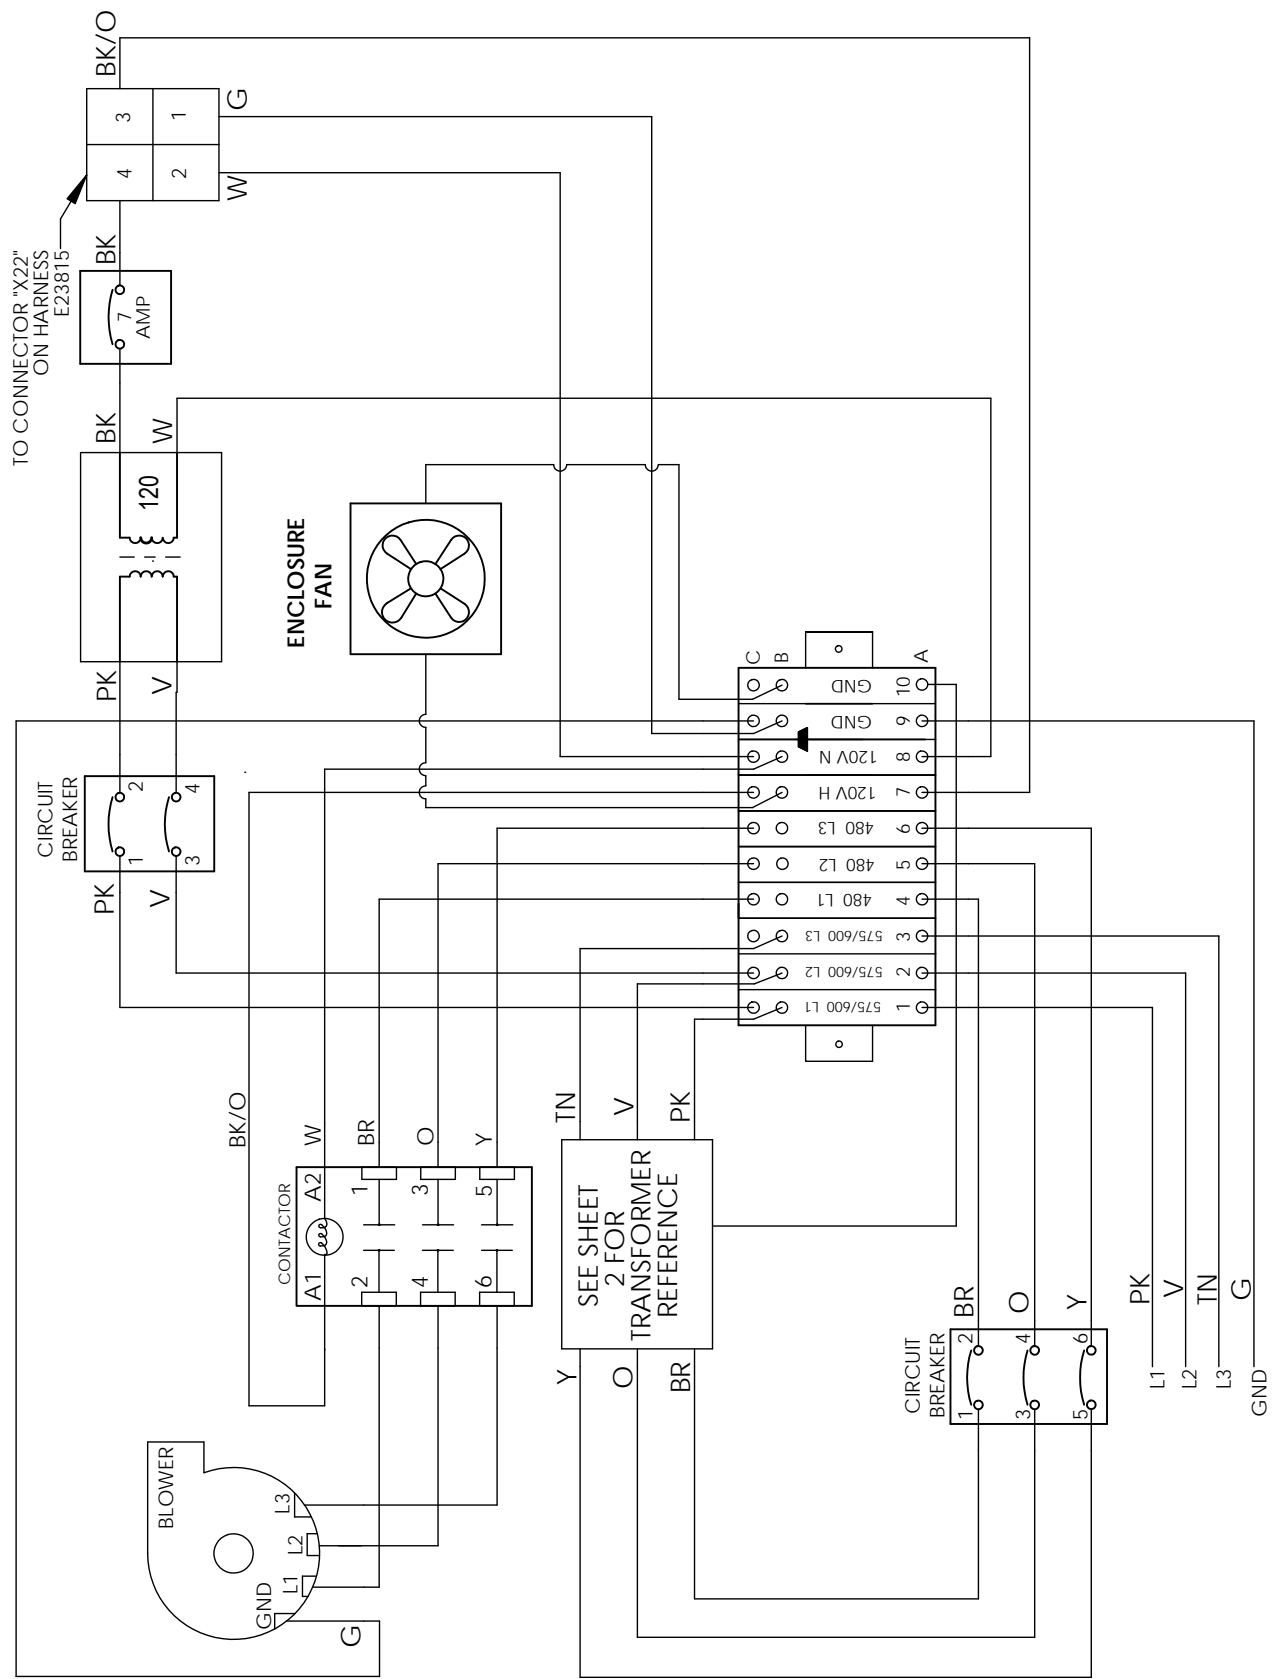 TO CONNECTOR "X22"
ON HARNESS
E23815
BK/O
3
1
4
2
G
W
BK
7
AMP
BK
W
120
PK
V
CIRCUIT
BREAKER
2
4
1
3
PK
V
ENCLOSURE
FAN
C
B
A
GND 10
GND 9
120V N 8
120V H 7
480 L3 6
480 L2 5
480 L1 4
575/600 L3 3
575/600 L2 2
575/600 L1 1
BK/O
W
BR
O
Y
CONTACTOR
A1
A2
2
1
4
3
6
5
TN
V
PK
SEE SHEET
2 FOR
TRANSFORMER
REFERENCE
Y
O
BR
BLOWER
GND
L1
L2
L3
G
CIRCUIT
BREAKER
1
2
3
4
5
6
BR
O
Y
L1
PK
L2
V
L3
TN
GND
G